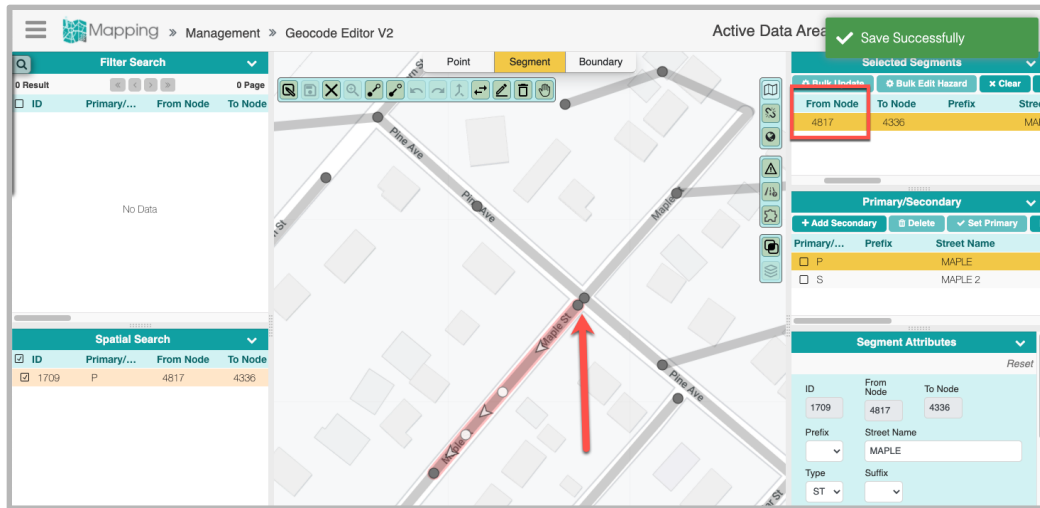 Mapping » Management » Geocode Editor V2
Active Data Area
Save Successfully
Filter Search
0 Result
0 Page
ID Primary/... From Node To Node
No Data
Spatial Search
ID Primary/... From Node To Node
1709 P 4817 4336
Point Segment Boundary
Pine Ave
Pine Ave
Maple
Maple St
Pine Ave
Maple
St
Selected Segments
Bulk Update Bulk Edit Hazard x Clear
From Node To Node Prefix
4817 4336
Primary/Secondary
+ Add Secondary Delete Set Primary
Primary/... Prefix Street Name
P MAPLE
S MAPLE 2
Segment Attributes
Reset
ID From Node To Node
1709 4817 4336
Prefix Street Name
MAPLE
Type Suffix
ST